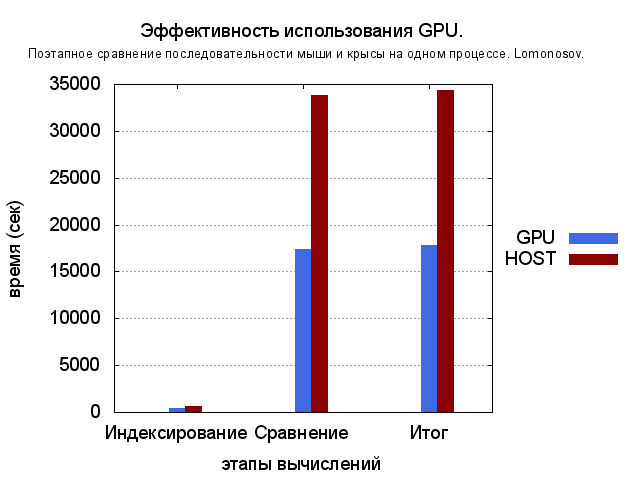 Эффективность использования GPU.
Поэтапное сравнение последовательности мыши и крысы на одном процессе. Lomonosov.
35000
30000
25000
20000
15000
10000
5000
0
время (сек)
GPU
HOST
Индексирование Сравнение Итог
этапы вычислений